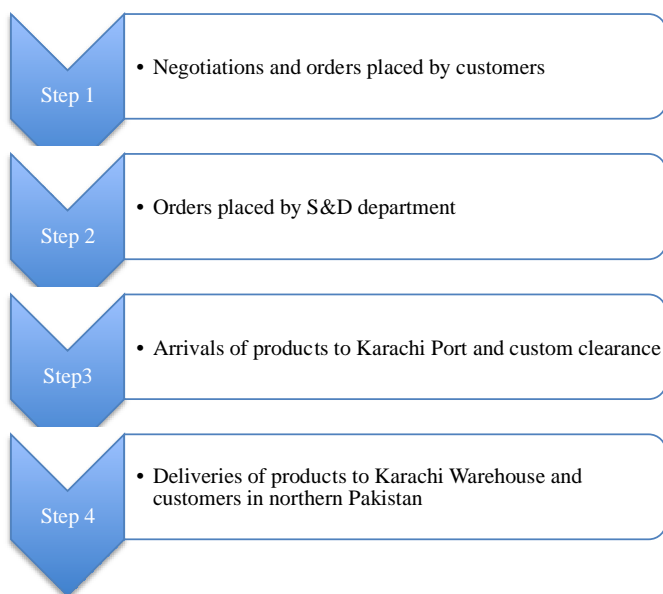 Step 1
• Negotiations and orders placed by customers
Step 2
• Orders placed by S&D department
Step3
• Arrivals of products to Karachi Port and custom clearance
Step 4
• Deliveries of products to Karachi Warehouse and
customers in northern Pakistan